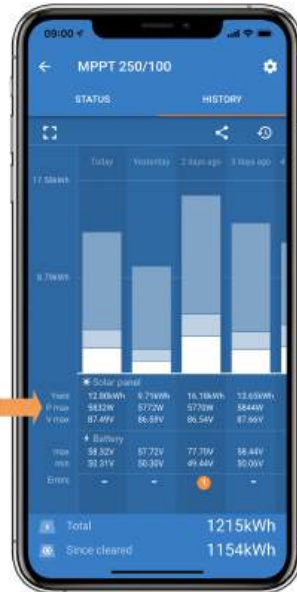 09:00
MPPT 250/100
STATUS HISTORY
Today Yesterday 2 days ago 3 days ago 4
17.58kWh
8.79kWh
Solar panel
Yield 12.80kWh 9.71kWh 16.18kWh 13.65kWh
P max 5832W 5772W 5770W 5844W
V max 87.49V 86.59V 86.54V 87.66V
Battery
max 58.32V 57.72V 77.70V 58.44V
min 50.31V 50.30V 49.44V 50.06V
Errors - - 1 -
Total 1215kWh
Since cleared 1154kWh